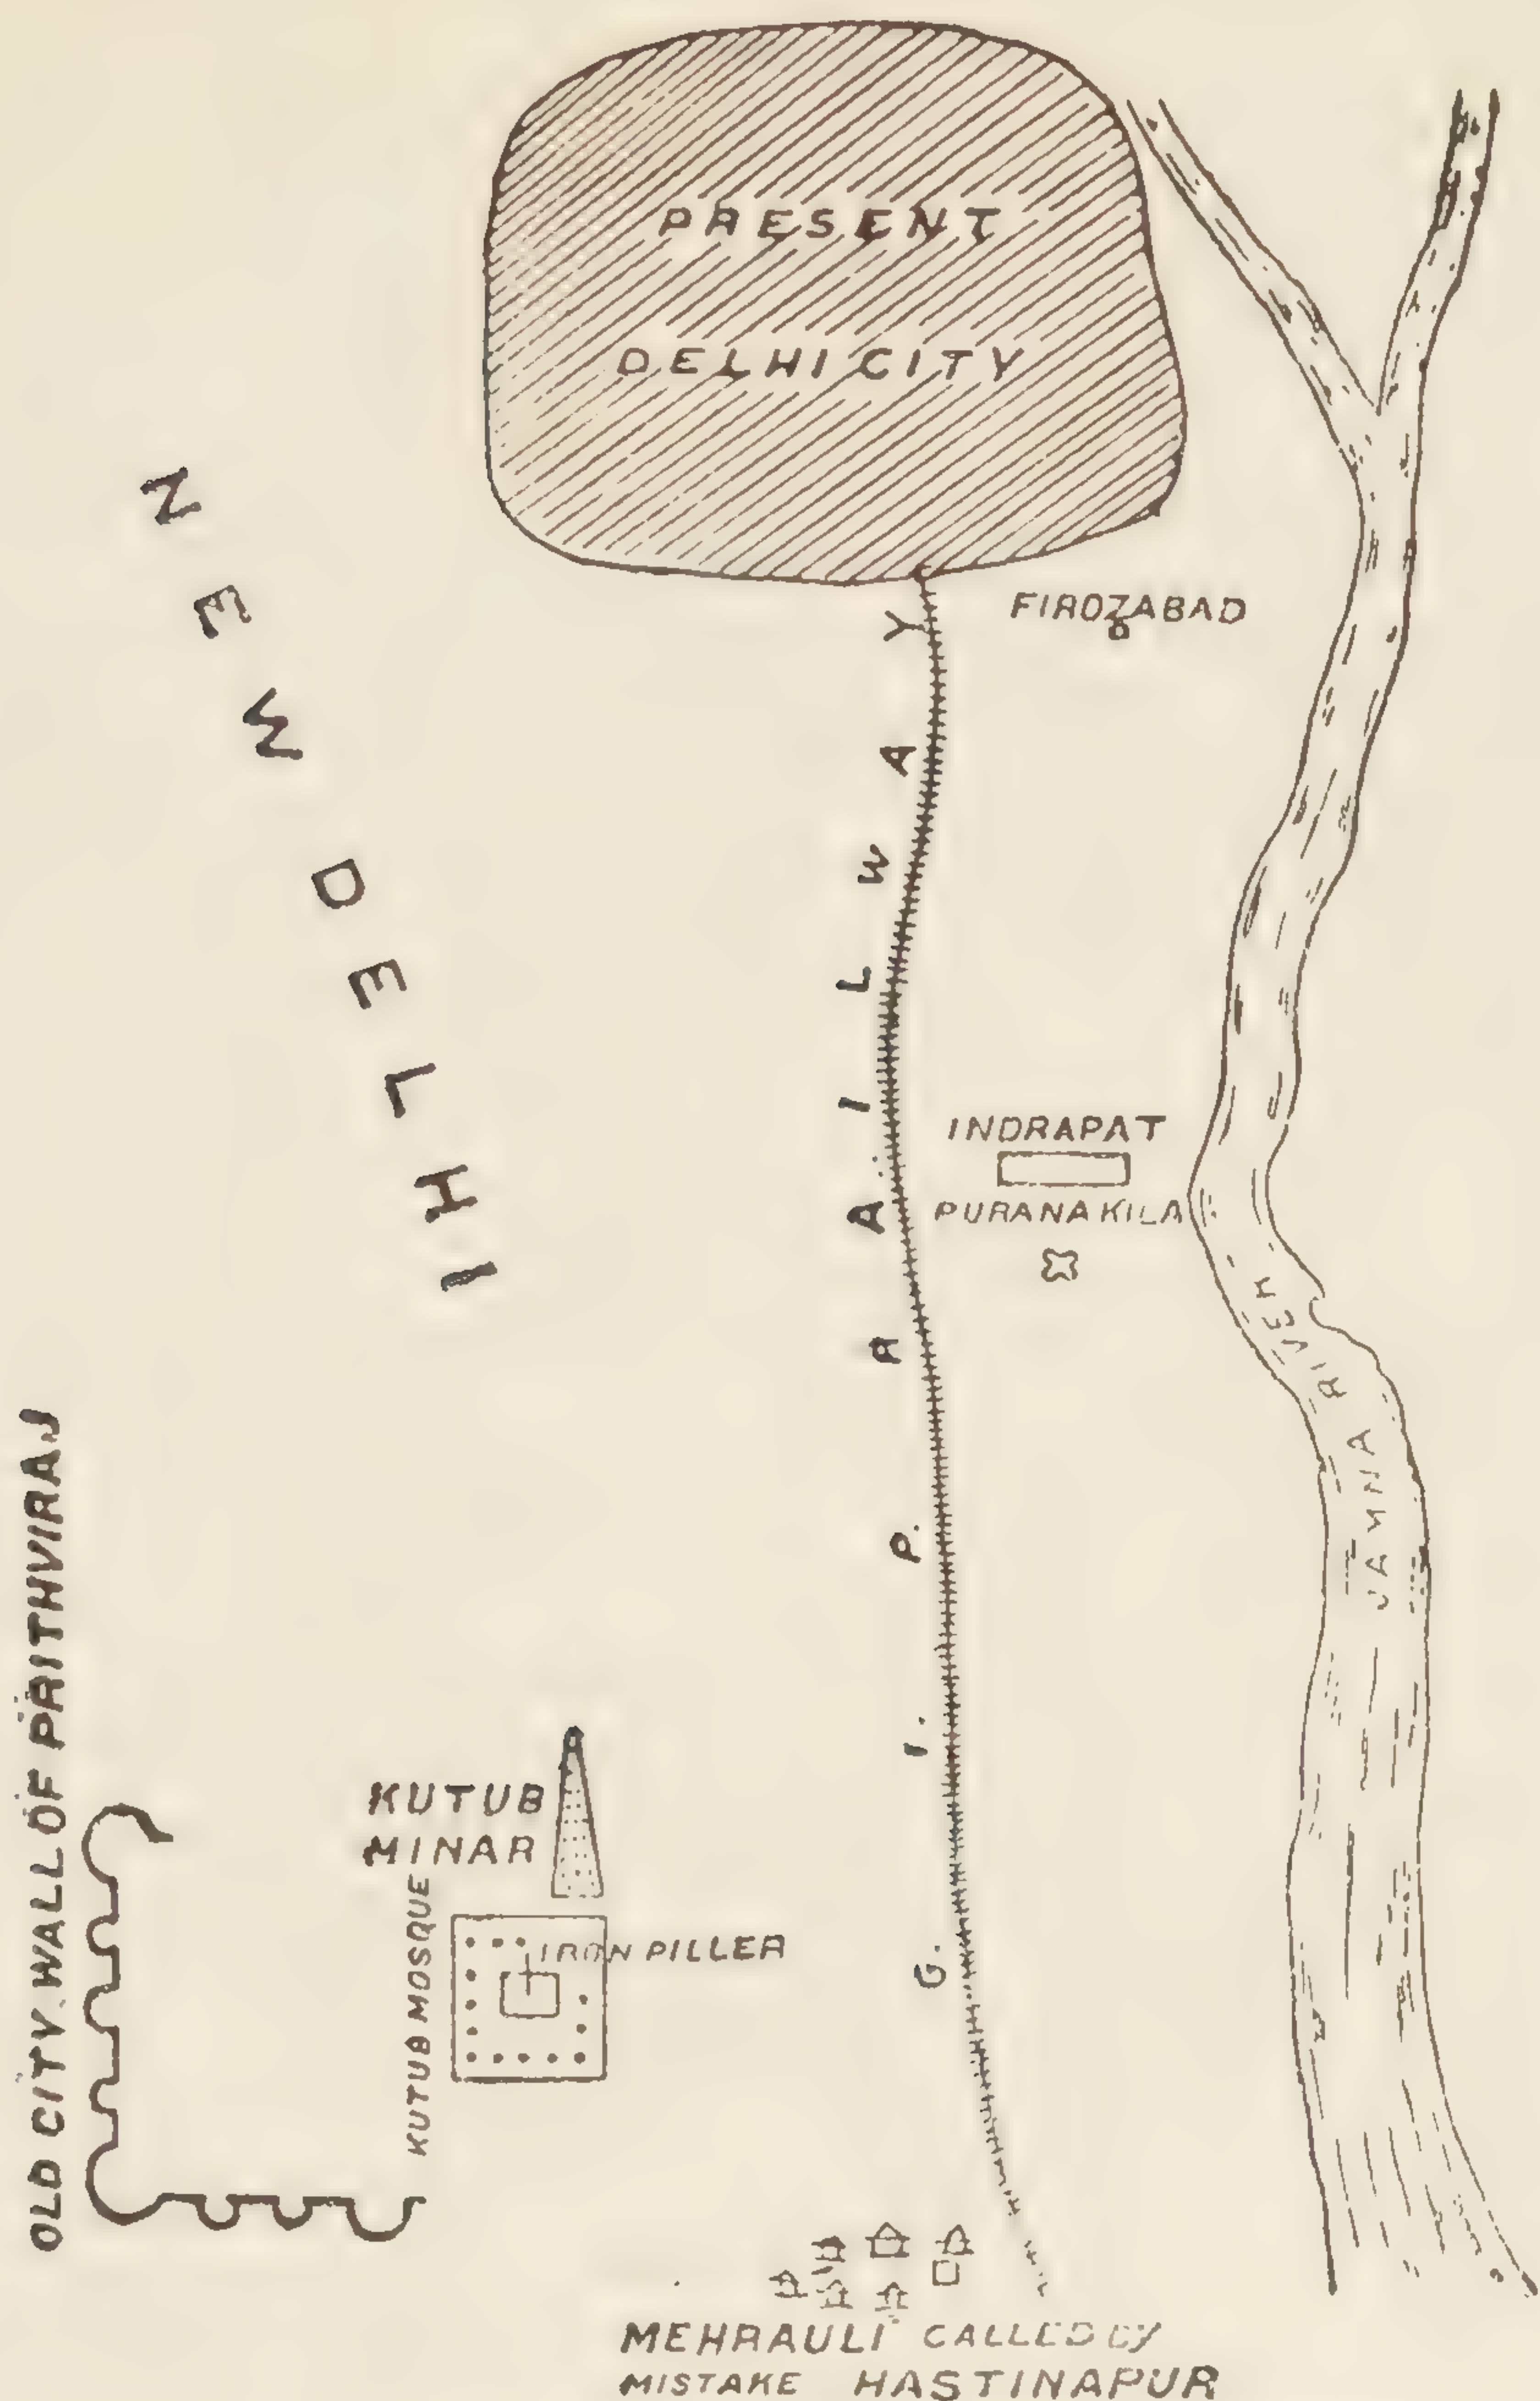 PRESENT
DELHI CITY
NEW DELHI
FIROZABAD
G. I. P. RAILWAY
INDRAPAT
PURANA KILA
JAMNA RIVER
OLD CITY WALL OF PRITHVIRAJ
KUTUB
MINAR
KUTUB MOSQUE
IRON PILLER
MEHRAULI CALLED BY
MISTAKE HASTINAPUR